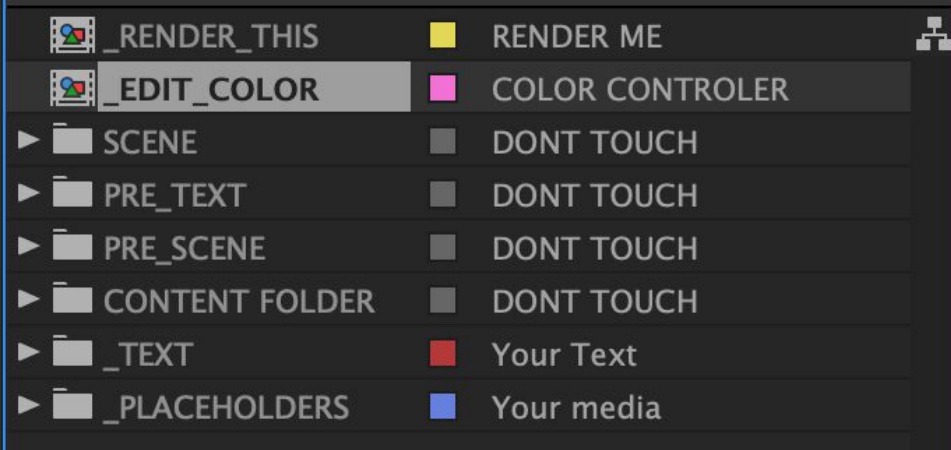 _RENDER_THIS RENDER ME
_EDIT_COLOR COLOR CONTROLER
SCENE DONT TOUCH
PRE_TEXT DONT TOUCH
PRE_SCENE DONT TOUCH
CONTENT FOLDER DONT TOUCH
_TEXT Your Text
_PLACEHOLDERS Your media